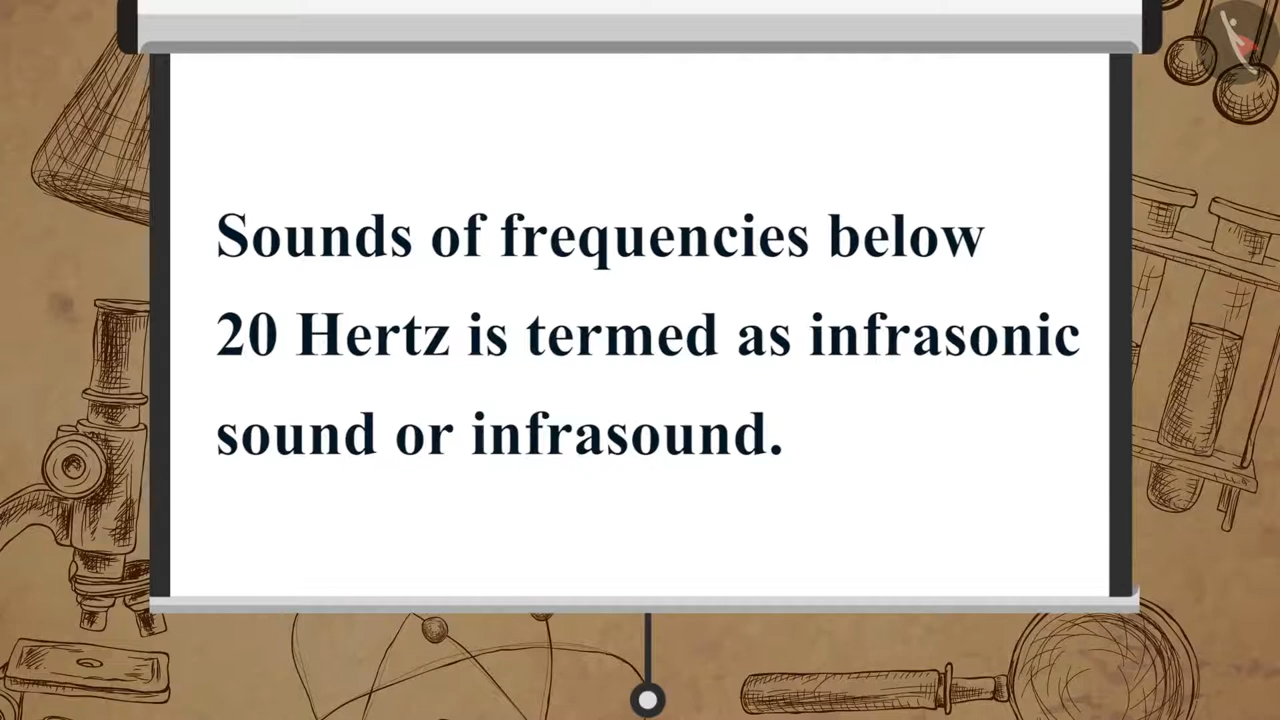 Sounds of frequencies below
20 Hertz is termed as infrasonic
sound or infrasound.